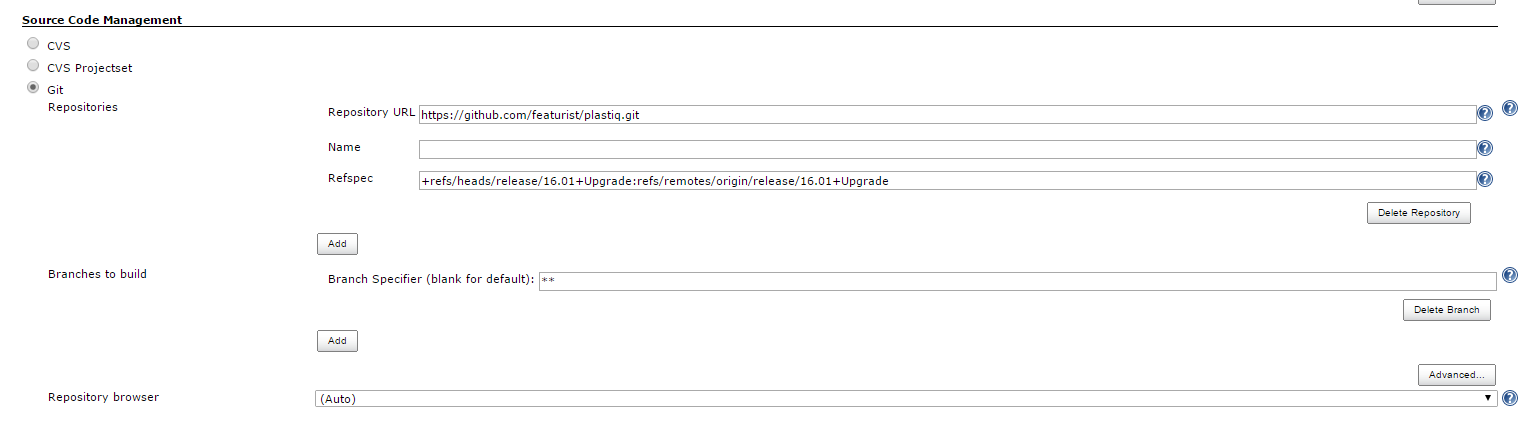 Source Code Management
CVS
CVS Projectset
Git
Repositories
Repository URL https://github.com/featurist/plastiq.git
Name
Refspec +refs/heads/release/16.01+Upgrade:refs/remotes/origin/release/16.01+Upgrade
Delete Repository
Add
Branches to build
Branch Specifier (blank for default): **
Delete Branch
Add
Advanced...
Repository browser (Auto)